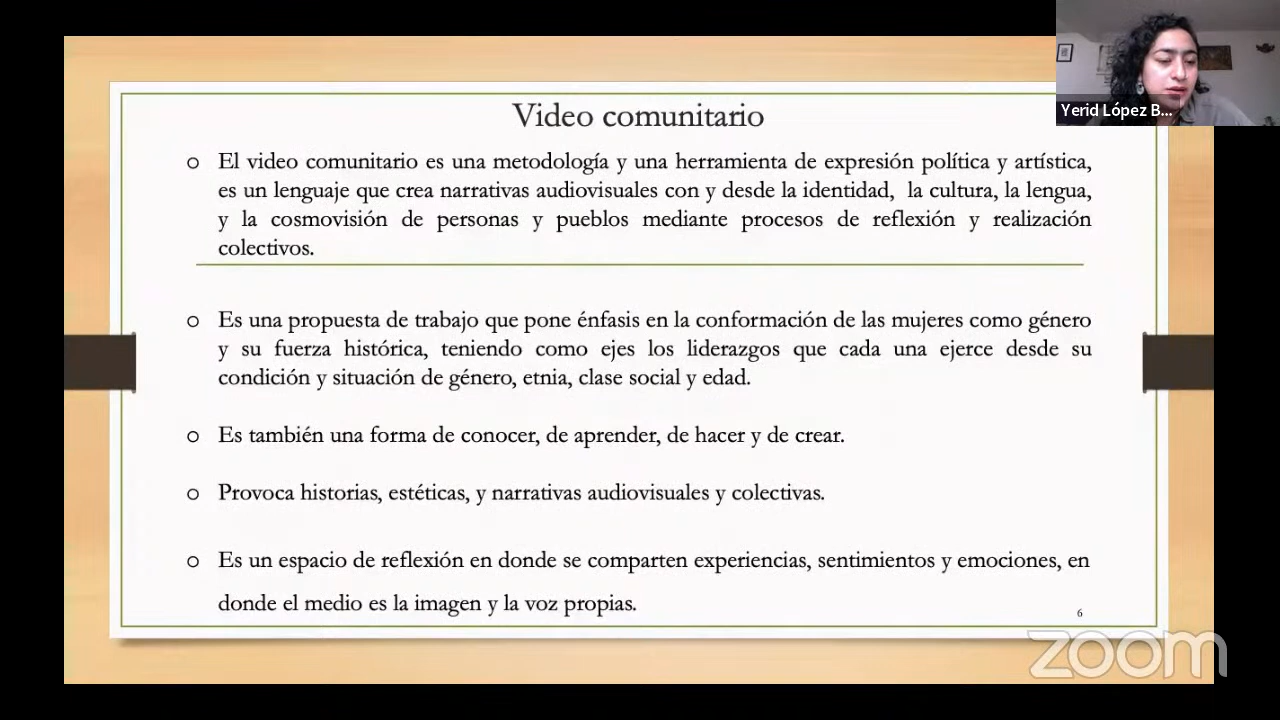 Video comunitario
Yerid López B...
o El video comunitario es una metodología y una herramienta de expresión política y artística,
es un lenguaje que crea narrativas audiovisuales con y desde la identidad, la cultura, la lengua,
y la cosmovisión de personas y pueblos mediante procesos de reflexión y realización
colectivos.
o Es una propuesta de trabajo que pone énfasis en la conformación de las mujeres como género
y su fuerza histórica, teniendo como ejes los liderazgos que cada una ejerce desde su
condición y situación de género, etnia, clase social y edad.
o Es también una forma de conocer, de aprender, de hacer y de crear.
o Provoca historias, estéticas, y narrativas audiovisuales y colectivas.
o Es un espacio de reflexión en donde se comparten experiencias, sentimientos y emociones, en
donde el medio es la imagen y la voz propias.
6
zoom